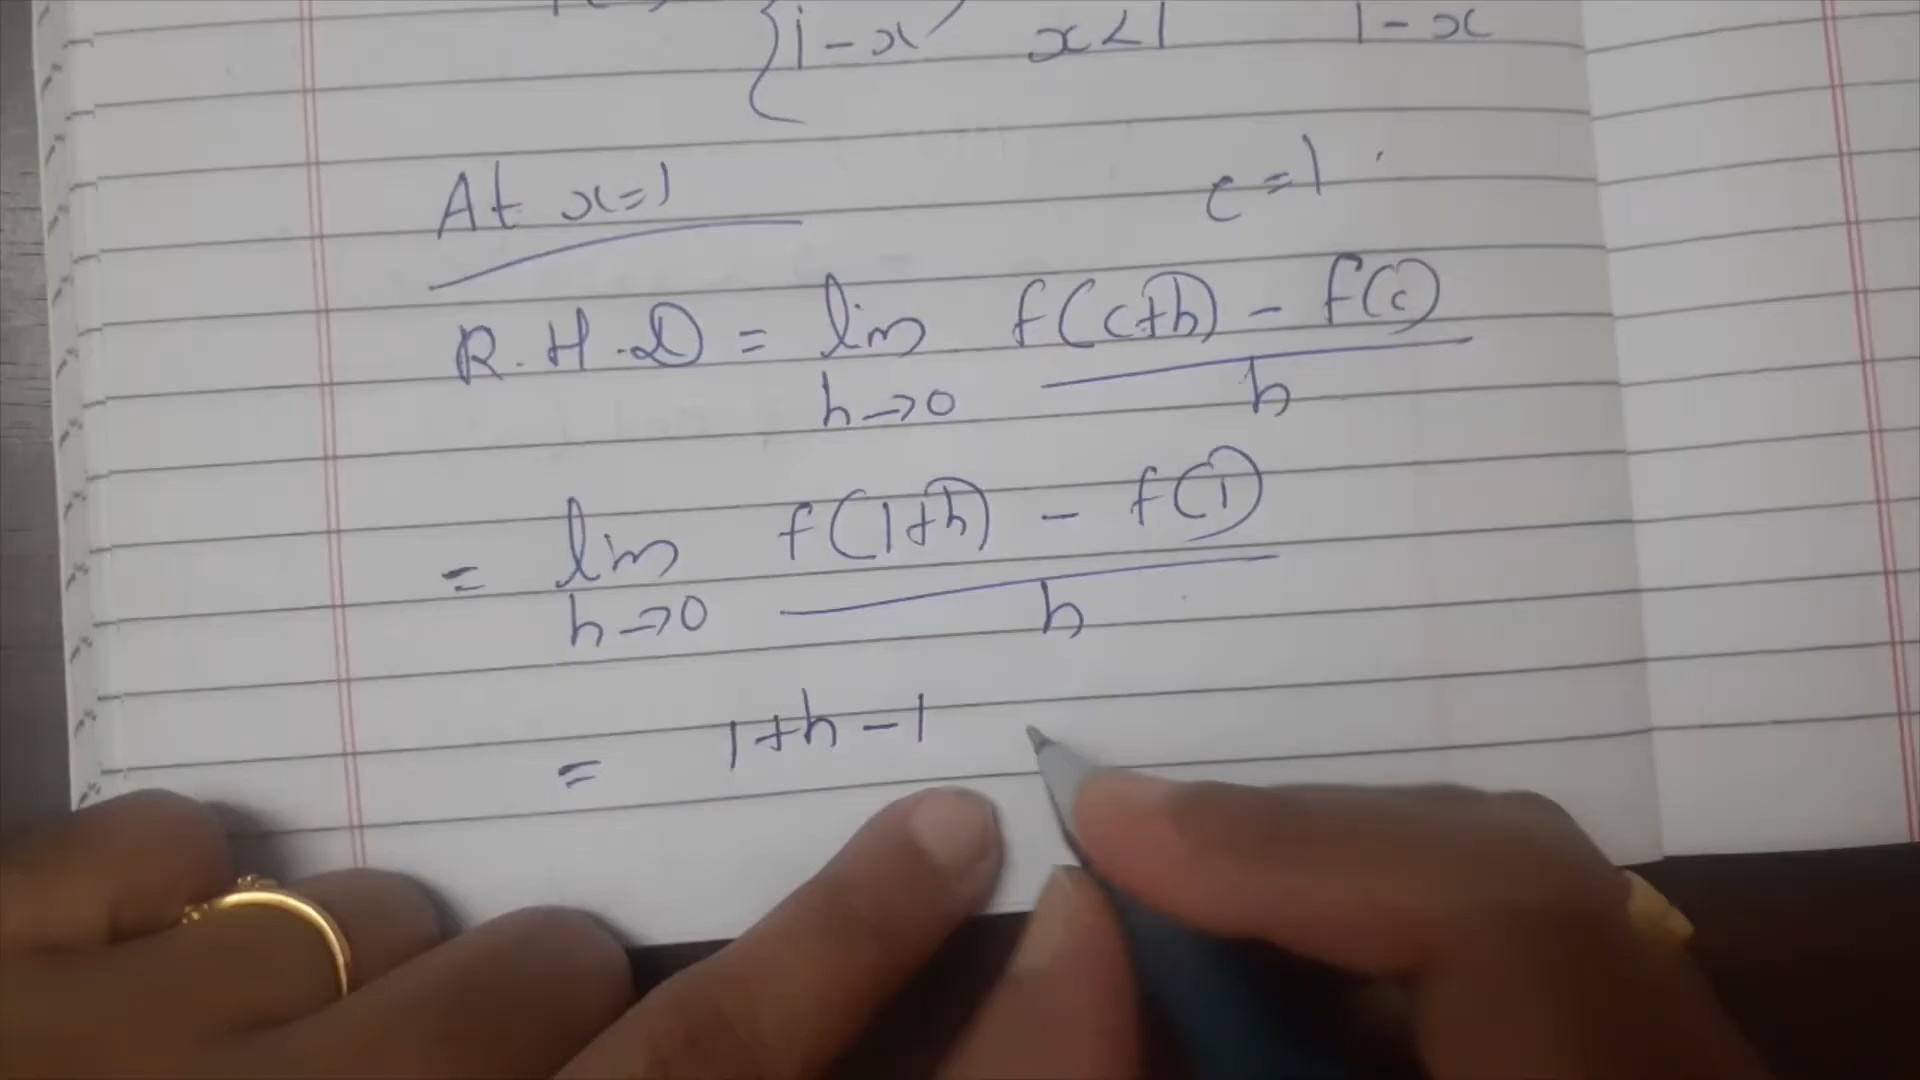 {1-x x<1 1-x
At x=1 c=1
R.H.D = lim f(c+h) - f(c)
h→0 h
= lim f(1+h) - f(1)
h→0 h
= 1+h-1